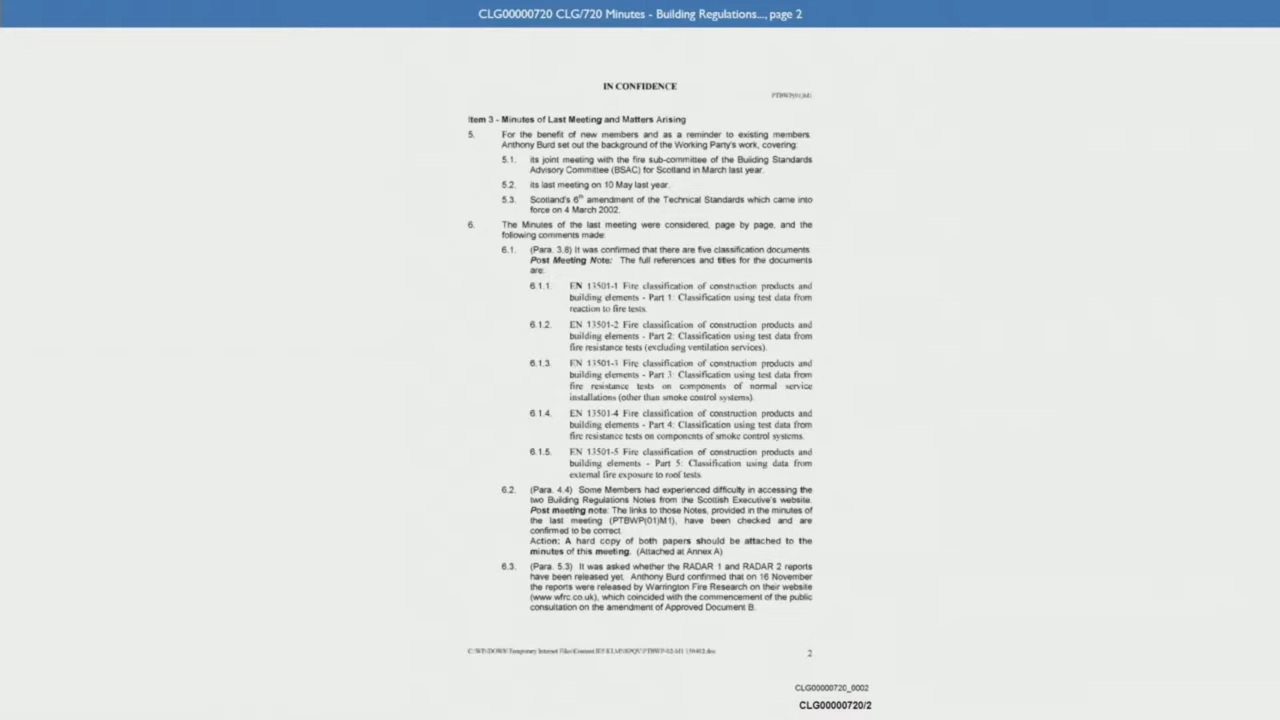 CLG00000720 CLG/720 Minutes - Building Regulations..., page 2
IN CONFIDENCE
Item 3 - Minutes of Last Meeting and Matters Arising
5. For the benefit of new members and as a reminder to existing members,
Anthony Burd set out the background of the Working Party's work, covering:
5.1. its joint meeting with the fire sub-committee of the Building Standards
Advisory Committee (BSAC) for Scotland in March last year.
5.2. its last meeting on 10 May last year.
5.3. Scotland's 6th amendment of the Technical Standards which came into
force on 4 March 2002.
6. The Minutes of the last meeting were considered, page by page, and the
following comments made:
6.1. (Para. 3.8) It was confirmed that there are five classification documents.
Post Meeting Note: The full references and titles for the documents
are:
6.1.1. EN 13501-1 Fire classification of construction products and
building elements - Part 1: Classification using test data from
reaction to fire tests.
6.1.2. EN 13501-2 Fire classification of construction products and
building elements - Part 2: Classification using test data from
fire resistance tests (excluding ventilation services).
6.1.3. EN 13501-3 Fire classification of construction products and
building elements - Part 3: Classification using test data from
fire resistance tests on components of normal service
installations (other than smoke control systems).
6.1.4. EN 13501-4 Fire classification of construction products and
building elements - Part 4: Classification using test data from
fire resistance tests on components of smoke control systems.
6.1.5. EN 13501-5 Fire classification of construction products and
building elements - Part 5: Classification using data from
external fire exposure to roof tests
6.2. (Para. 4.4) Some Members had experienced difficulty in accessing the
two Building Regulations Notes from the Scottish Executive's website.
Post meeting note: The links to those Notes, provided in the minutes of
the last meeting (PTBWP(01)M1), have been checked and are
confirmed to be correct.
Action: A hard copy of both papers should be attached to the
minutes of this meeting. (Attached at Annex A)
6.3. (Para. 5.3) It was asked whether the RADAR 1 and RADAR 2 reports
have been released yet. Anthony Burd confirmed that on 16 November
the reports were released by Warrington Fire Research on their website
(www.wfrc.co.uk), which coincided with the commencement of the public
consultation on the amendment of Approved Document B.
2
CLG00000720_0002
CLG00000720/2